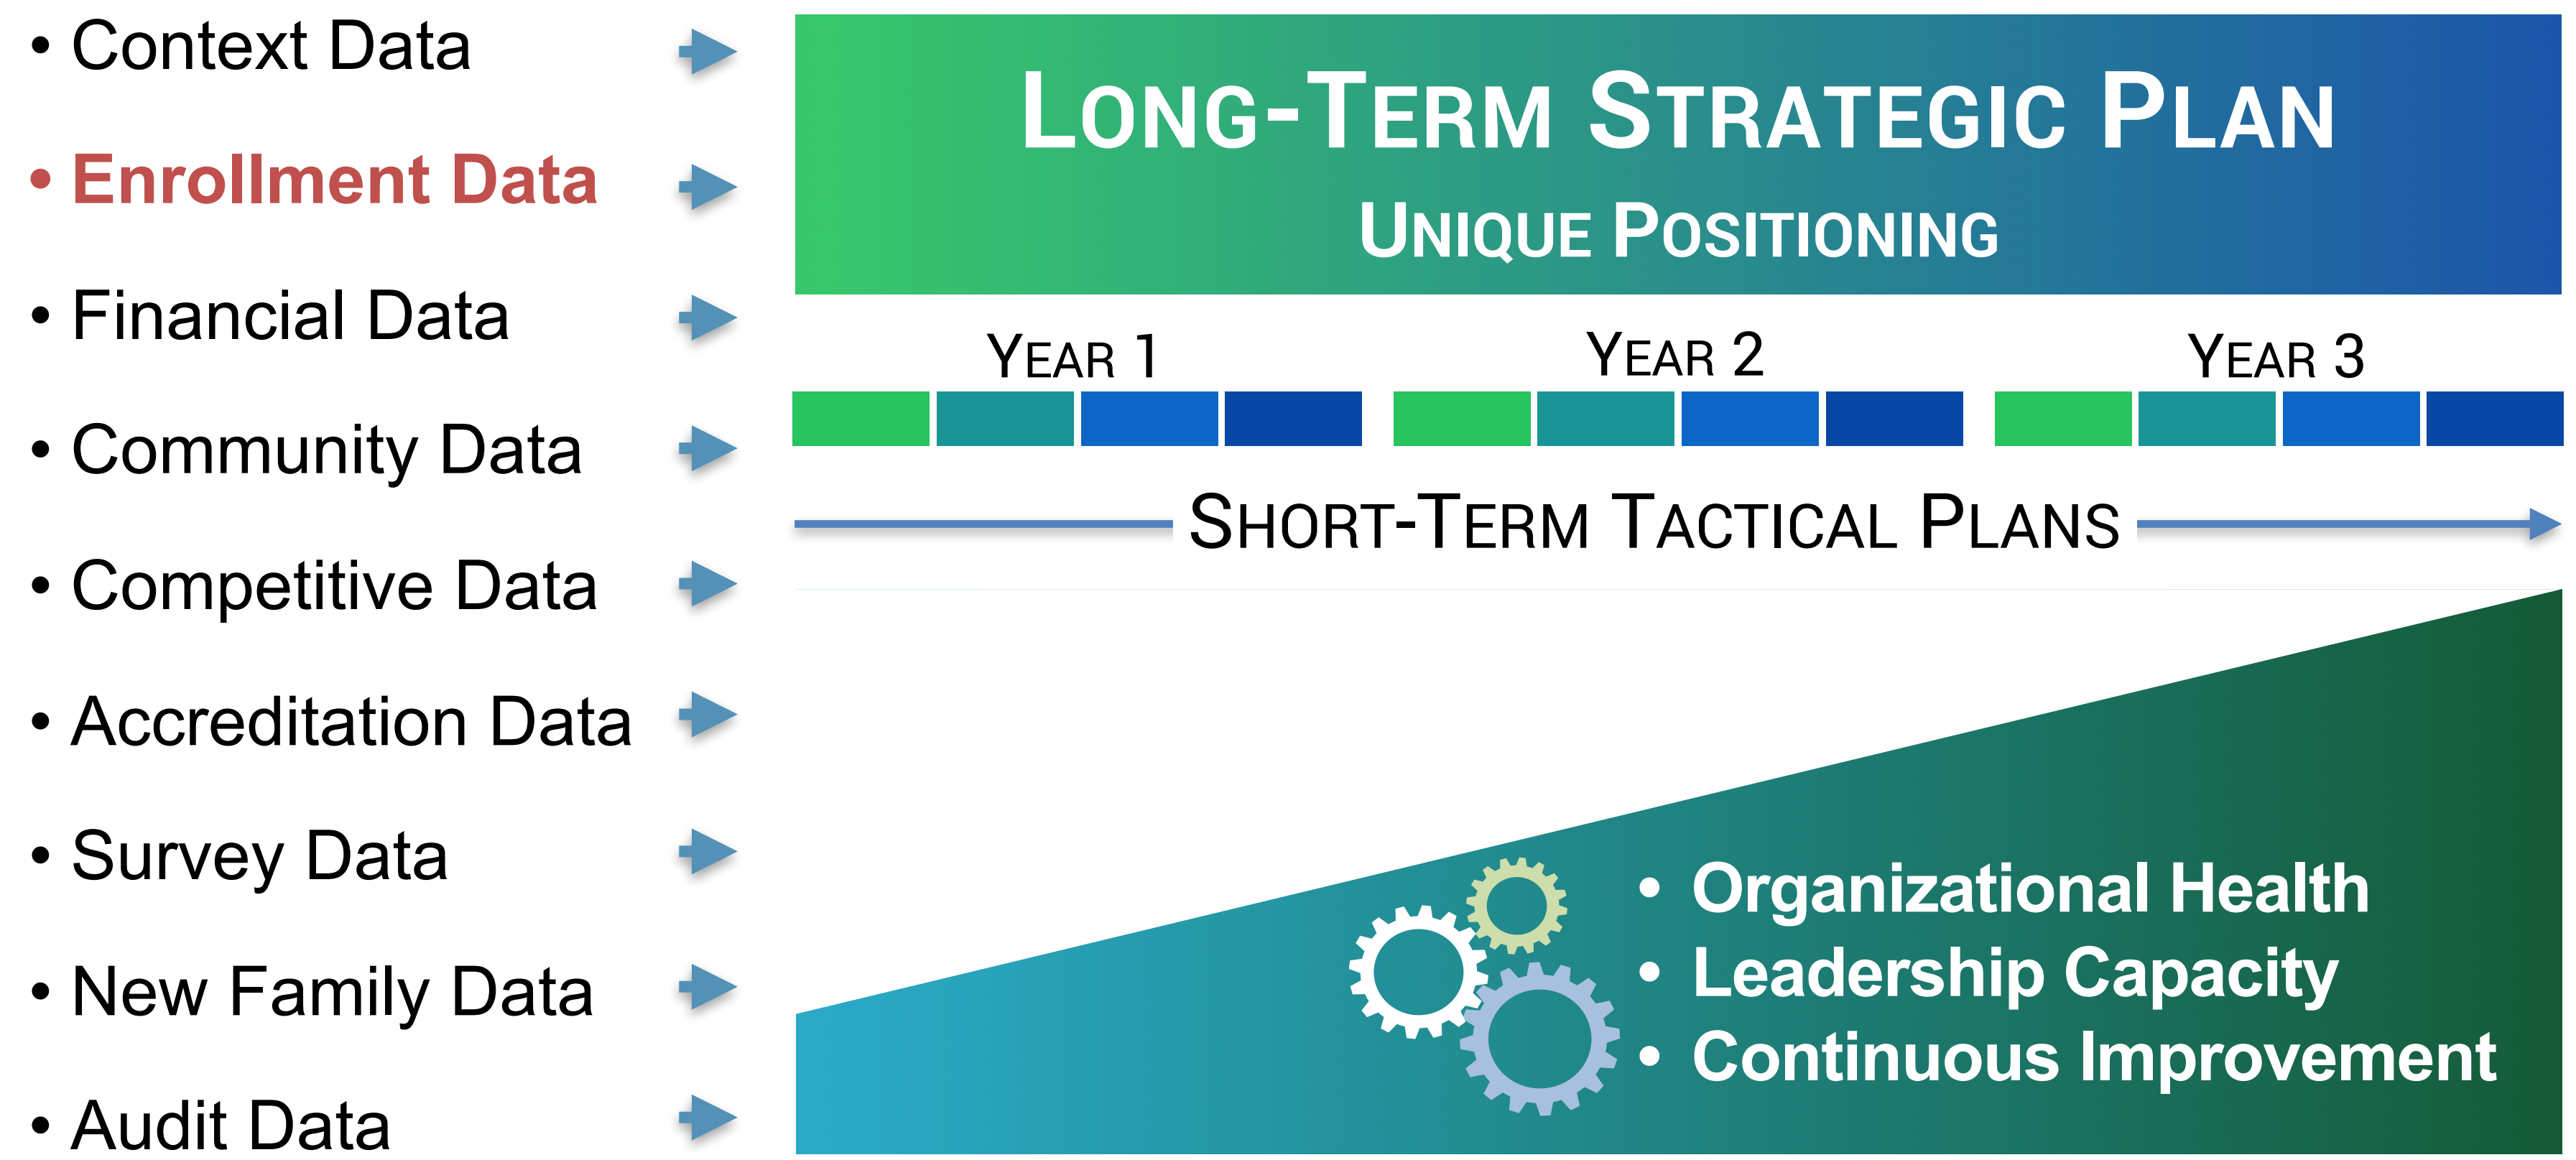 • Context Data
• Enrollment Data
• Financial Data
• Community Data
• Competitive Data
• Accreditation Data
• Survey Data
• New Family Data
• Audit Data
LONG-TERM STRATEGIC PLAN
UNIQUE POSITIONING
YEAR 1
YEAR 2
YEAR 3
SHORT-TERM TACTICAL PLANS
• Organizational Health
• Leadership Capacity
• Continuous Improvement